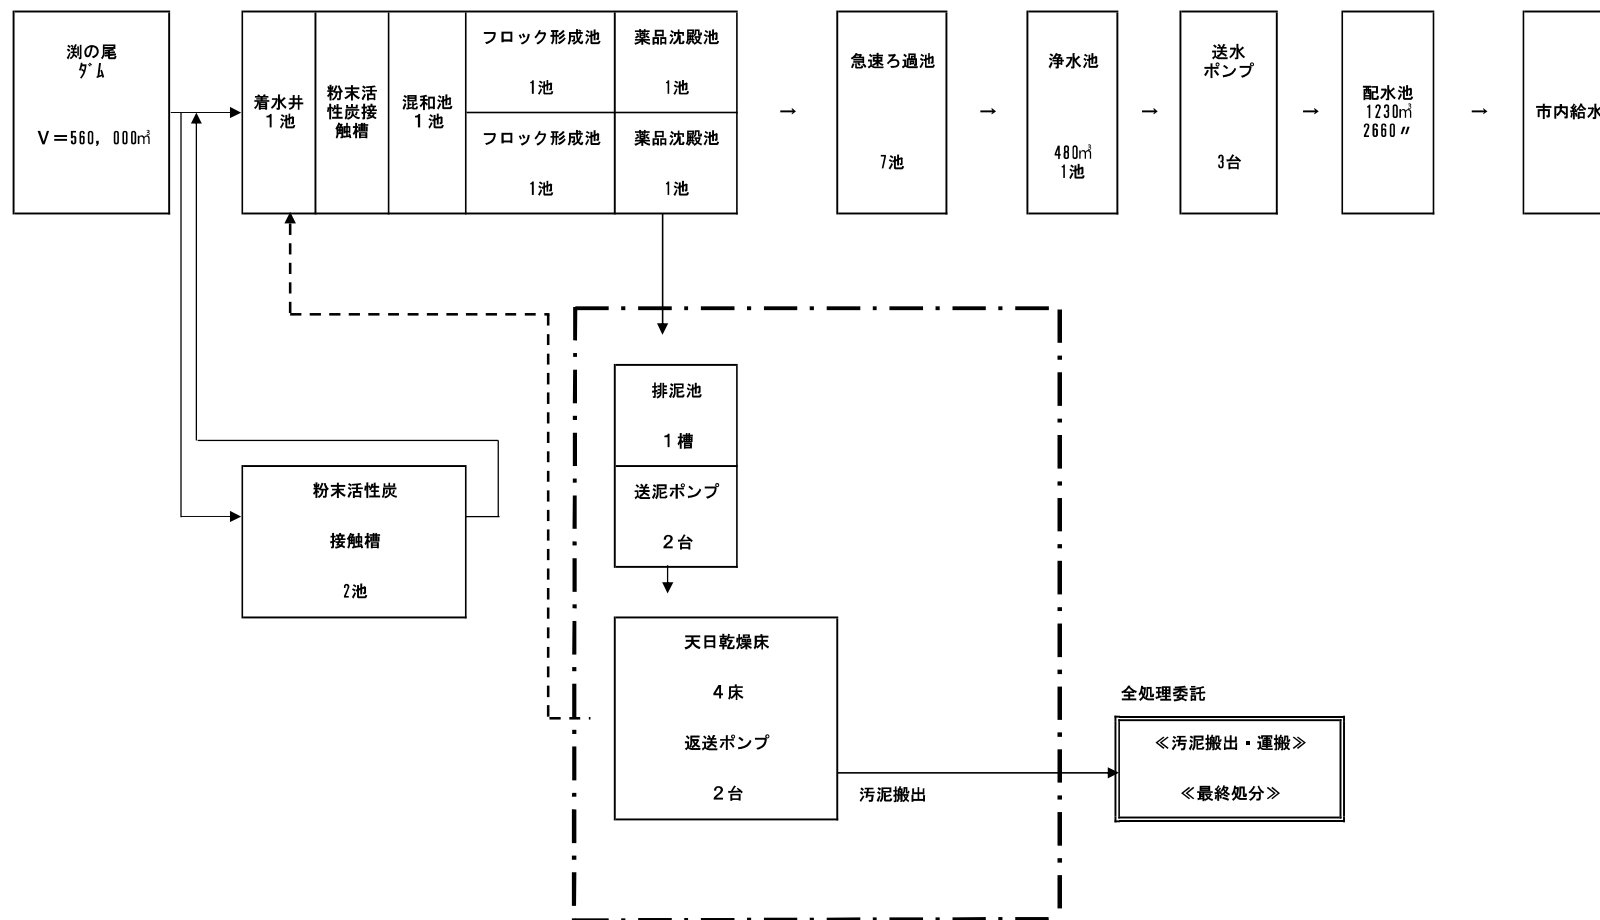 渕の尾
ﾀﾞﾑ
V＝560，000㎥
着水井
1池
粉末活
性炭接
触槽
混和池
1池
フロック形成池
1池
フロック形成池
1池
薬品沈殿池
1池
薬品沈殿池
1池
→
急速ろ過池
7池
→
浄水池
480㎥
1池
→
送水
ポンプ
3台
→
配水池
1230㎥
2660〃
→
市内給水
排泥池
1槽
送泥ポンプ
2台
粉末活性炭
接触槽
2池
天日乾燥床
4床
返送ポンプ
2台
汚泥搬出
全処理委託
≪汚泥搬出・運搬≫
≪最終処分≫